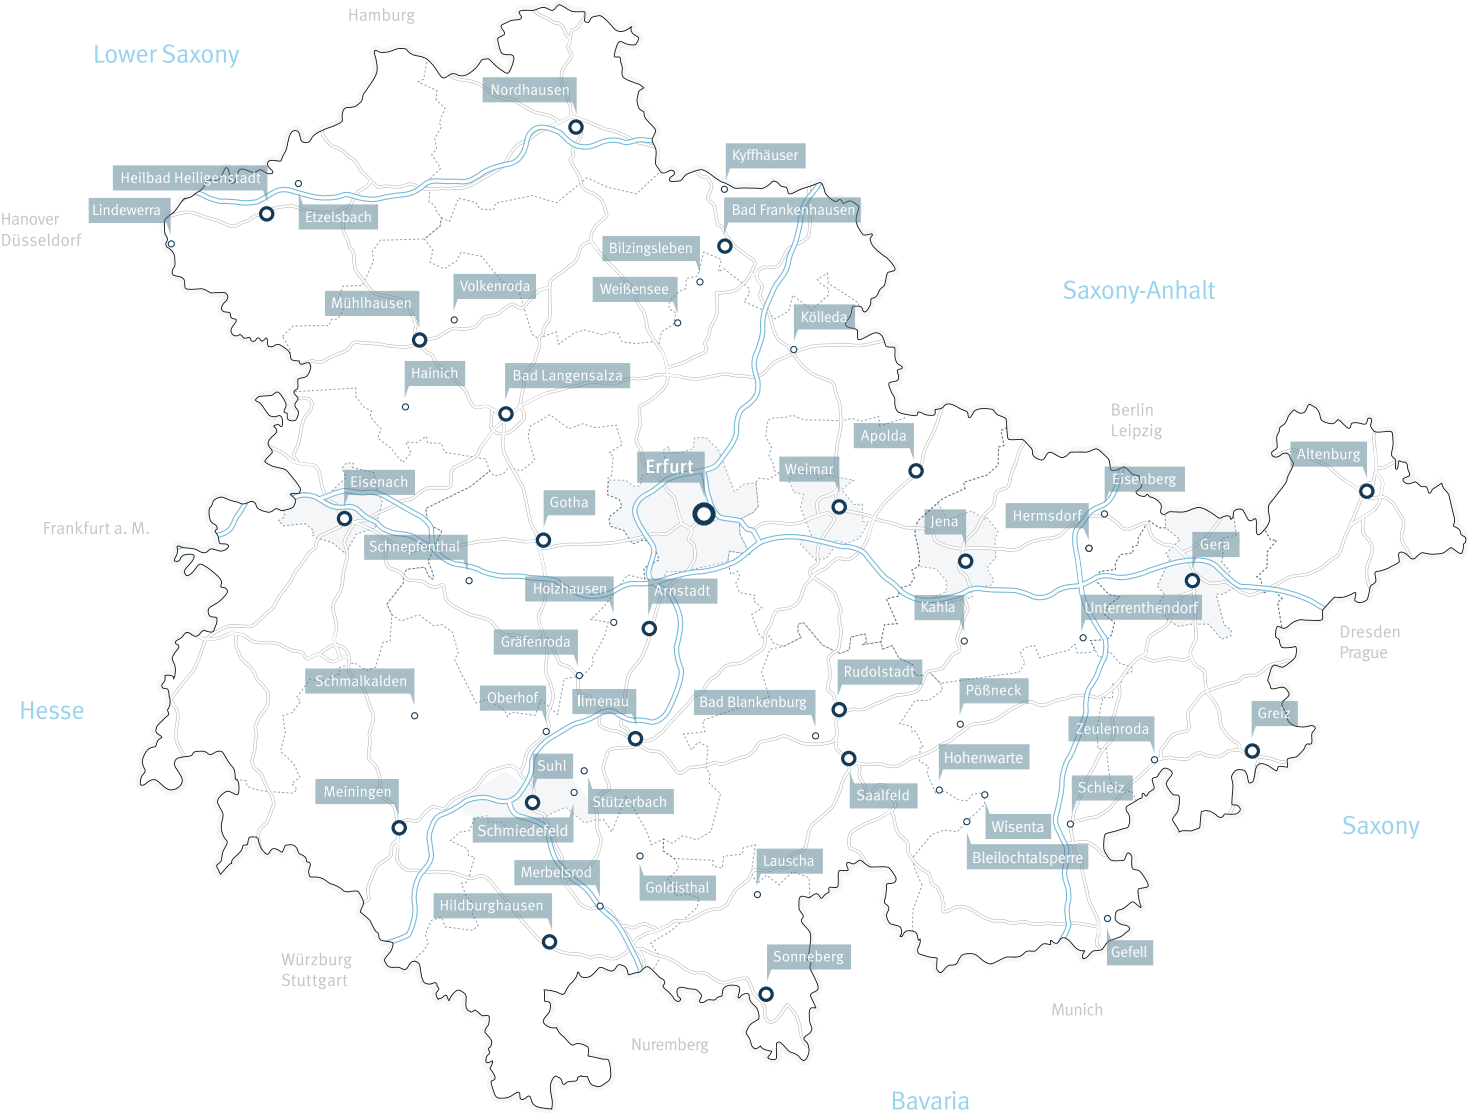 Hamburg
Lower Saxony
Nordhausen
Kyffhäuser
Heilbad Heiligenstadt
Lindewerra
Etzelsbach
Bad Frankenhausen
Hanover
Düsseldorf
Bilzingsleben
Volkenroda
Weißensee
Saxony-Anhalt
Mühlhausen
Kölleda
Hainich
Bad Langensalza
Berlin
Leipzig
Apolda
Altenburg
Erfurt
Weimar
Eisenach
Eisenberg
Gotha
Hermsdorf
Jena
Frankfurt a. M.
Schnepfenthal
Gera
Holzhausen
Arnstadt
Kahla
Unterrenthendorf
Dresden
Prague
Gräfenroda
Rudolstadt
Schmalkalden
Pößneck
Oberhof
Ilmenau
Bad Blankenburg
Hesse
Greiz
Zeulenroda
Hohenwarte
Suhl
Meiningen
Stützerbach
Saalfeld
Schleiz
Schmiedefeld
Wisenta
Saxony
Bleilochtalsperre
Lauscha
Merbelsrod
Goldisthal
Hildburghausen
Gefell
Sonneberg
Würzburg
Stuttgart
Munich
Nuremberg
Bavaria